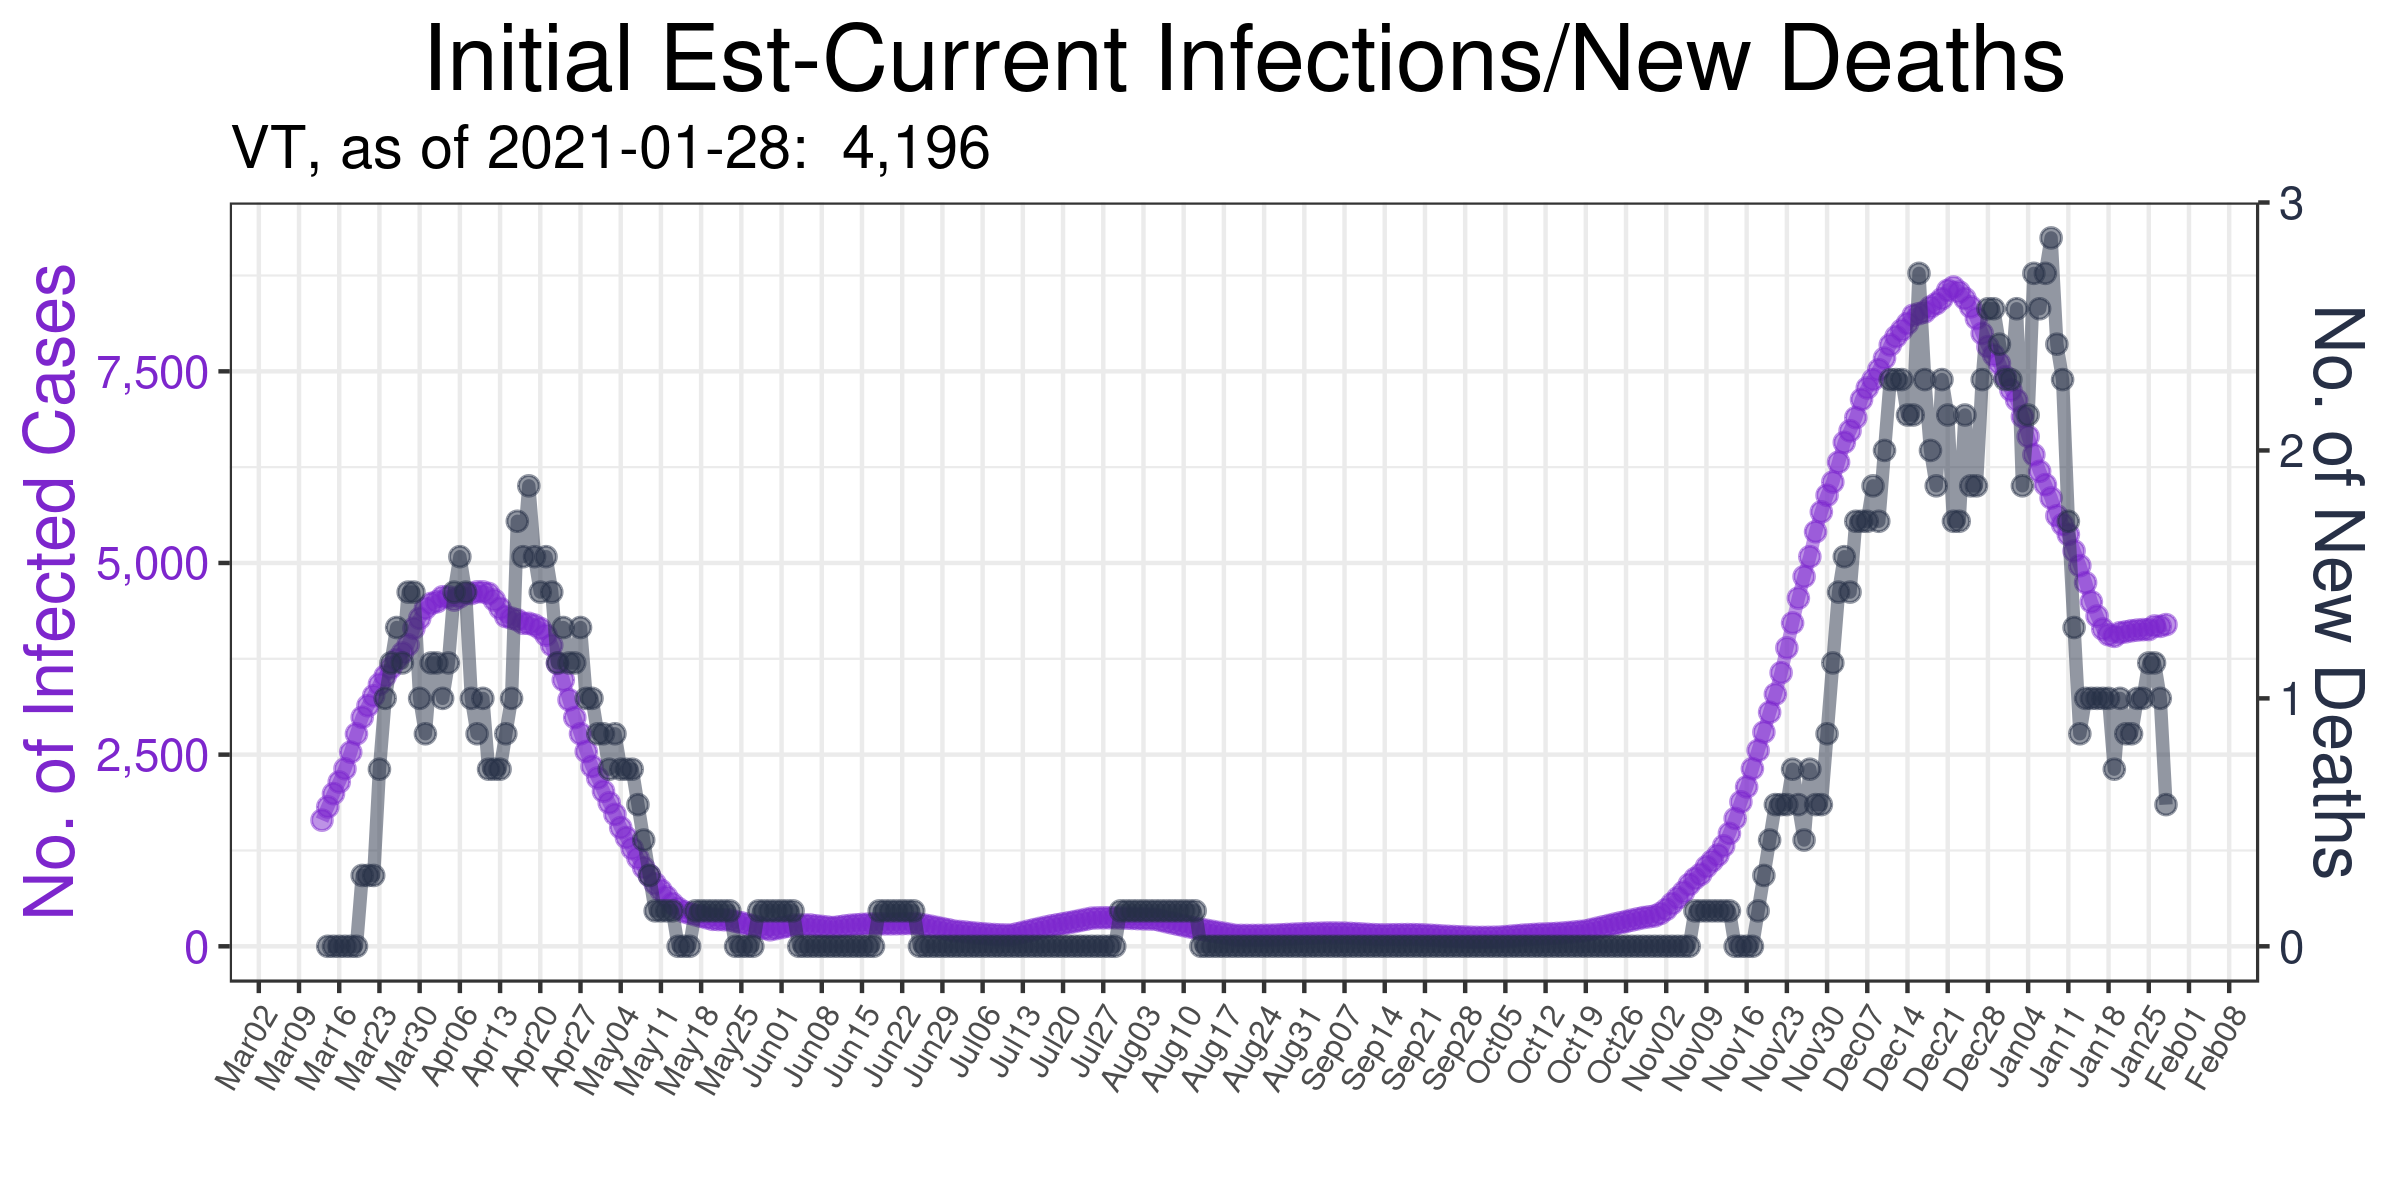 Initial Est-Current Infections/New Deaths
VT, as of 2021-01-28:  4,196
No. of Infected Cases
7,500
5,000
2,500
0
3
2
1
0
No. of New Deaths
Mar02
Mar09
Mar16
Mar23
Mar30
Apr06
Apr13
Apr20
Apr27
May04
May11
May18
May25
Jun01
Jun08
Jun15
Jun22
Jun29
Jul06
Jul13
Jul20
Jul27
Aug03
Aug10
Aug17
Aug24
Aug31
Sep07
Sep14
Sep21
Sep28
Oct05
Oct12
Oct19
Oct26
Nov02
Nov09
Nov16
Nov23
Nov30
Dec07
Dec14
Dec21
Dec28
Jan04
Jan11
Jan18
Jan25
Feb01
Feb08